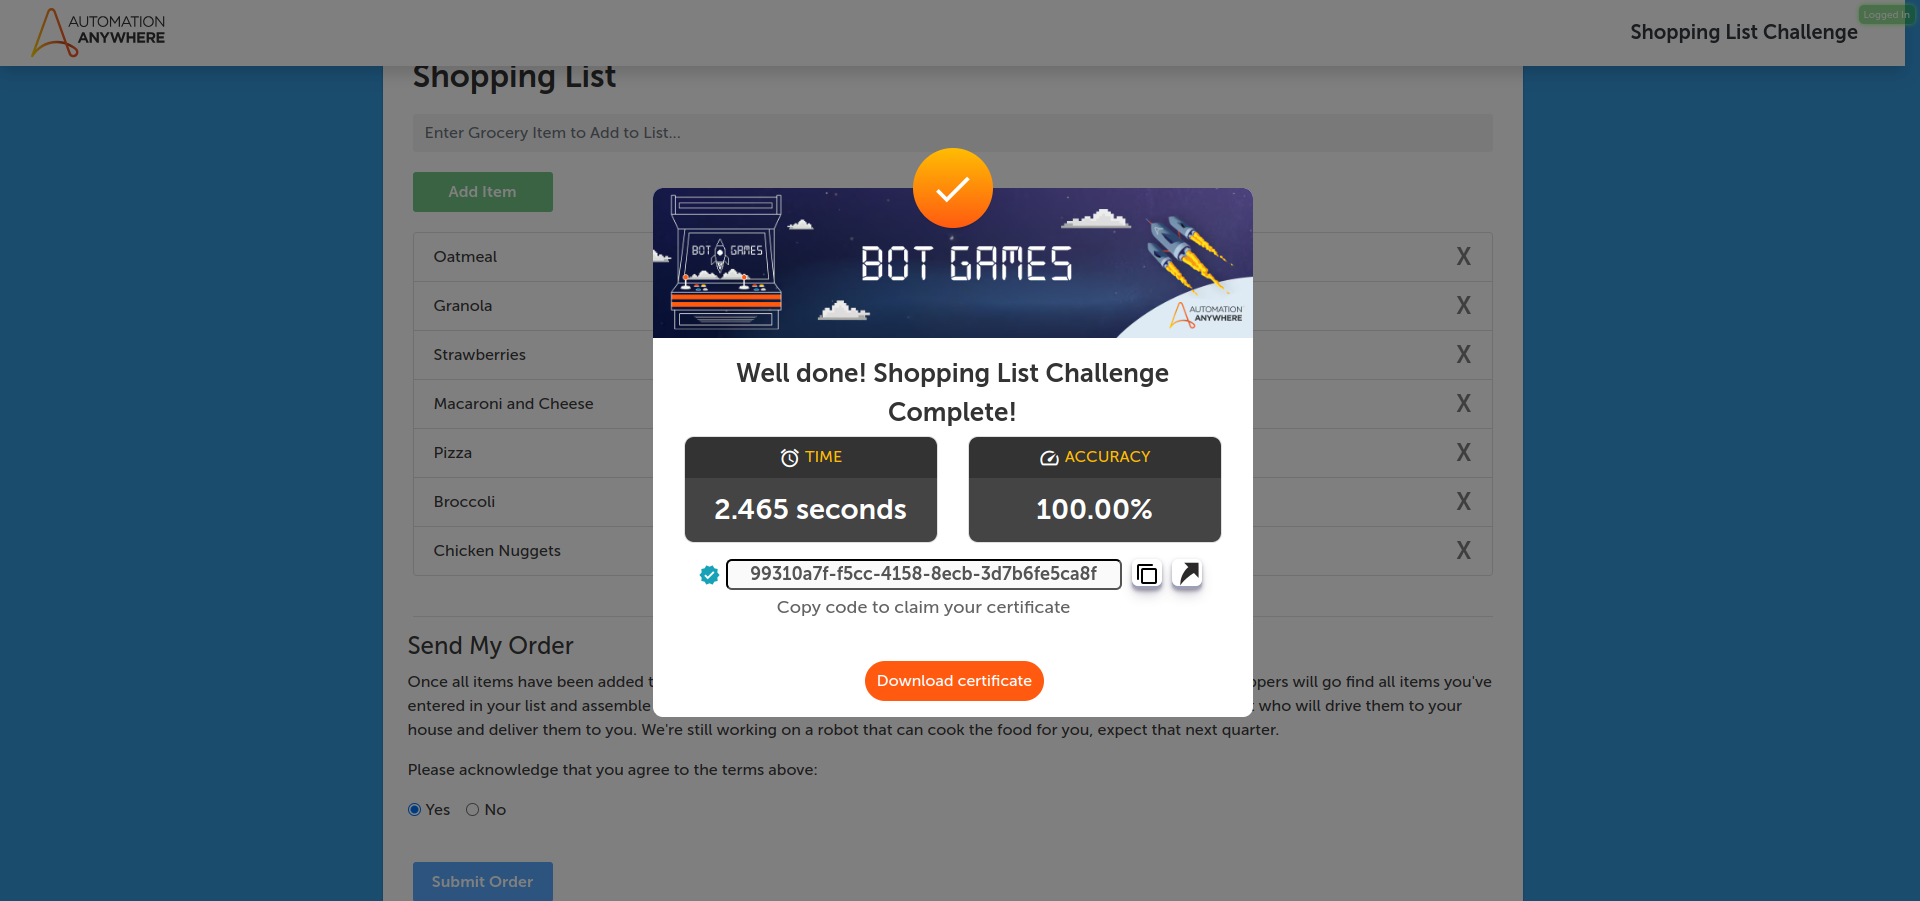 AUTOMATION
ANYWHERE
Shopping List Challenge
Logged In
Shopping List
Enter Grocery Item to Add to List...
Add Item
Oatmeal X
Granola X
Strawberries X
Macaroni and Cheese X
Pizza X
Broccoli X
Chicken Nuggets X
BOT GAMES
BOT GAMES
AUTOMATION
ANYWHERE
Well done! Shopping List Challenge
Complete!
TIME
2.465 seconds
ACCURACY
100.00%
99310a7f-f5cc-4158-8ecb-3d7b6fe5ca8f
Copy code to claim your certificate
Download certificate
Send My Order
Once all items have been added will go find all items you've
entered in your list and assemble who will drive them to your
house and deliver them to you. We're still working on a robot that can cook the food for you, expect that next quarter.
Please acknowledge that you agree to the terms above:
Yes No
Submit Order